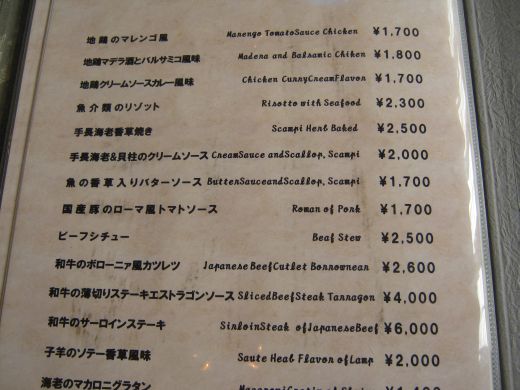 地鶏のマレンゴ風 Marengo TomatoSauce Chicken ¥1,700
地鶏マデラ酒とバルサミコ風味 Madera and Balsamic Chiken ¥1,800
地鶏クリームソースカレー風味 Chicken CurryCreamFlavor ¥1,700
魚介類のリゾット Risotto with Seafood ¥2,300
手長海老香草焼き Scampi Herb Baked ¥2,500
手長海老&貝柱のクリームソース CreamSauce andScallop, Scampi ¥2,000
魚の香草入りバターソース ButterSauceandScallop, Scampi ¥1,700
国産豚のローマ風トマトソース Roman of Pork ¥1,700
ビーフシチュー Beaf Stew ¥2,500
和牛のボローニァ風カツレツ Japanese BeefCutlet Bonrownean ¥2,600
和牛の薄切りステーキエストラゴンソース SlicedBeefSteak Tarragon ¥4,000
和牛のサーロインステーキ SirloinSteak ofJapaneseBeef ¥6,000
子羊のソテー香草風味 Saute Heab Flavor of Lamp ¥2,000
海老のマカロニグラタン